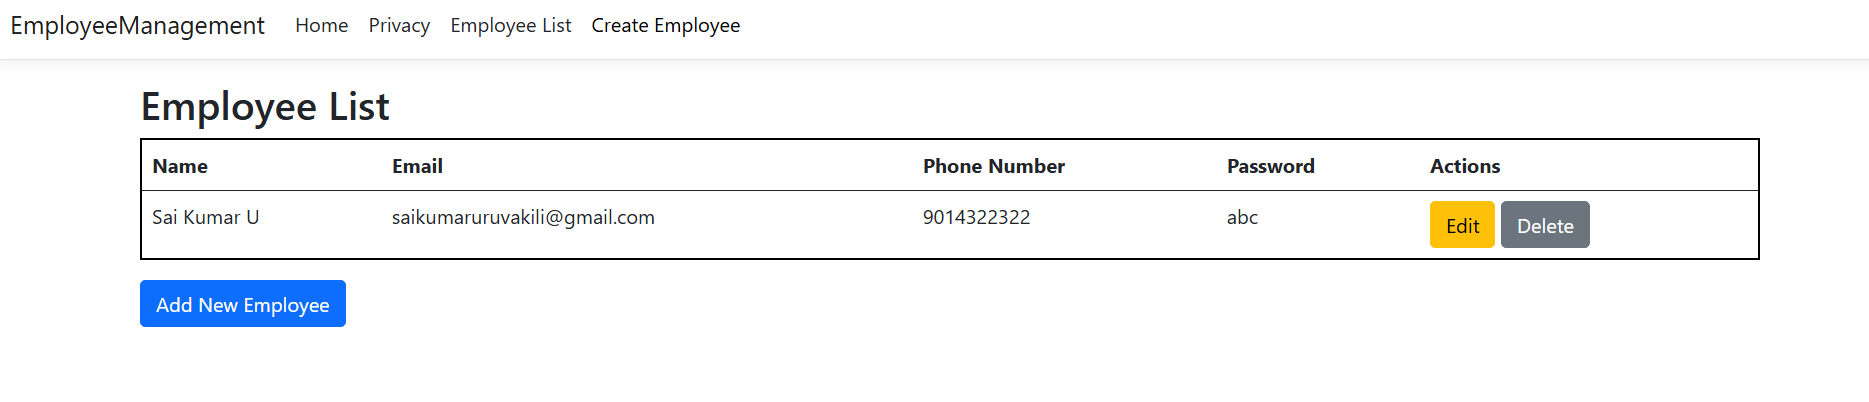 EmployeeManagement Home Privacy Employee List Create Employee
Employee List
Name Email Phone Number Password Actions
Sai Kumar U saikumaruruvakili@gmail.com 9014322322 abc Edit Delete
Add New Employee